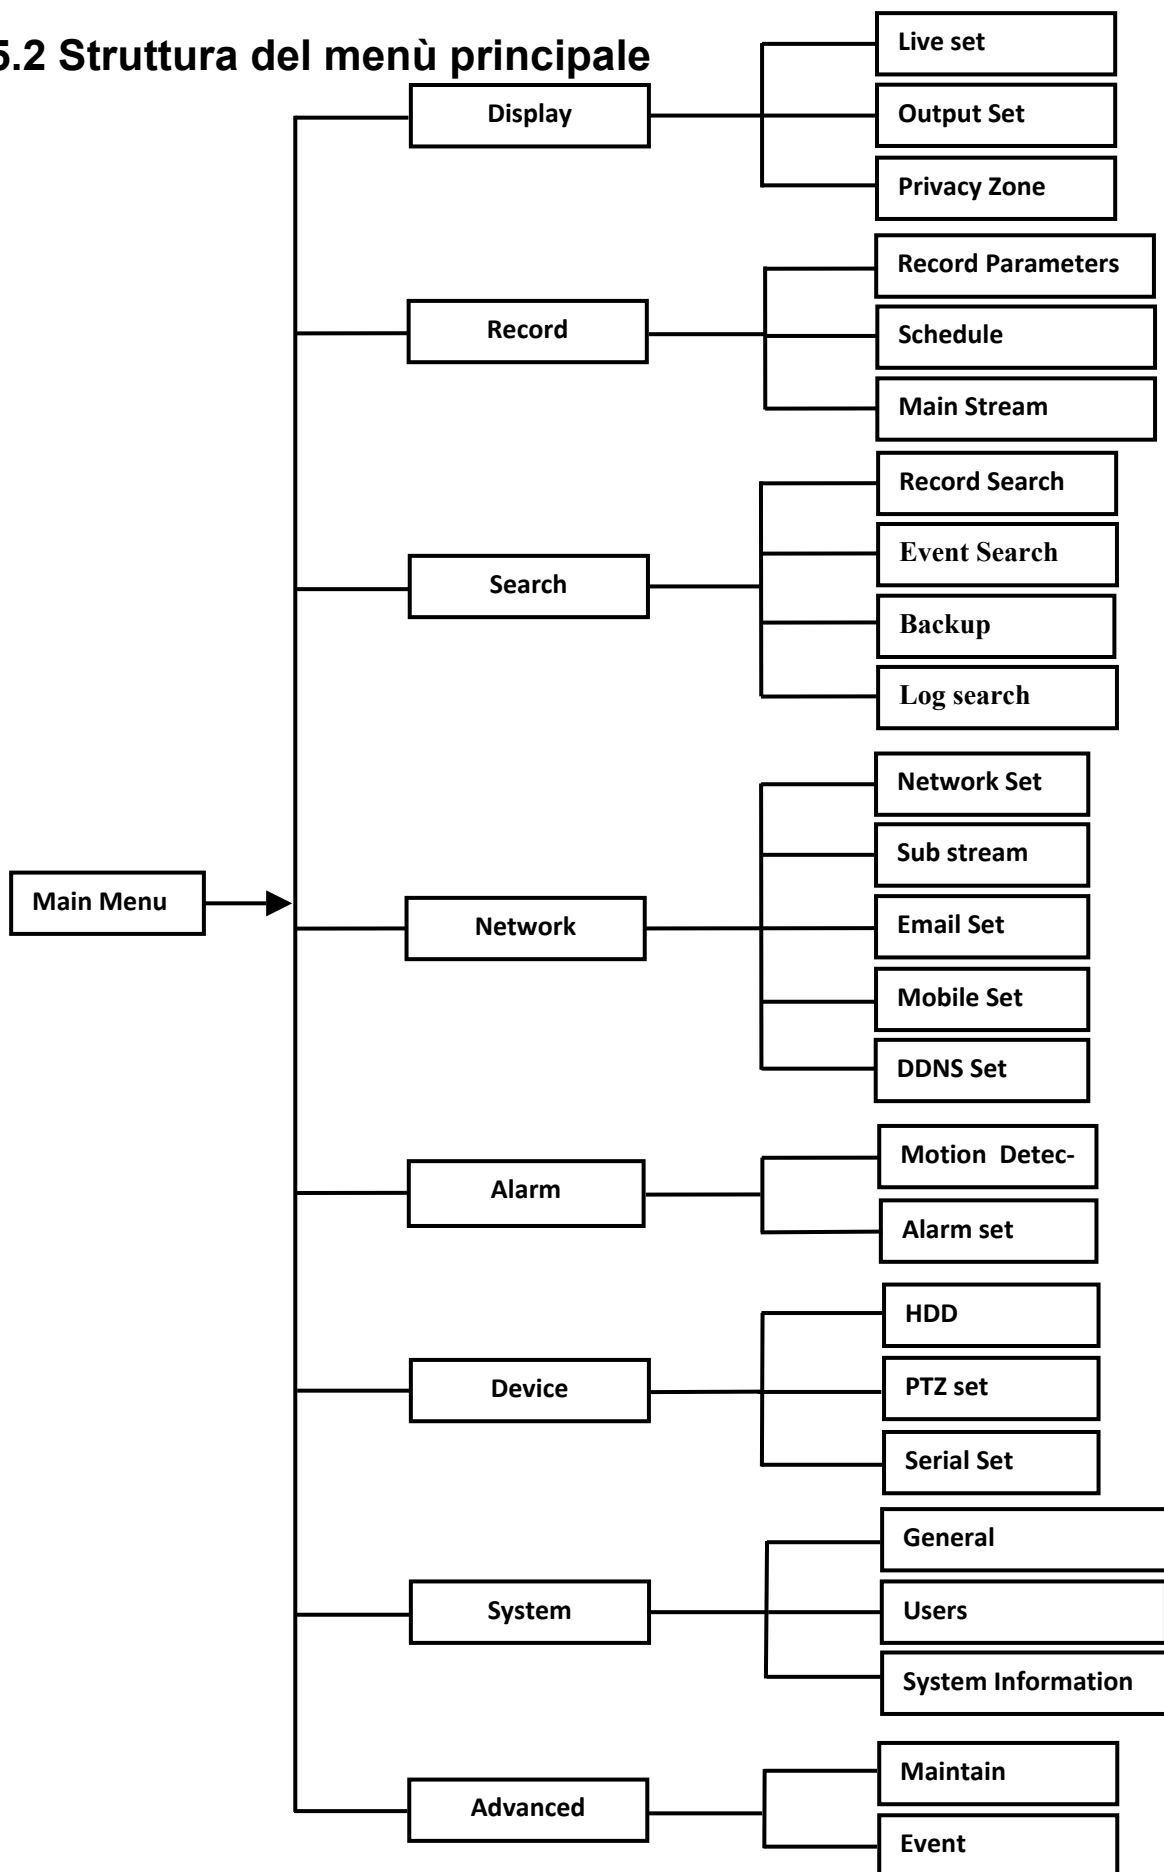 5.2 Struttura del menù principale
Main Menu
Display
Live set
Output Set
Privacy Zone
Record
Record Parameters
Schedule
Main Stream
Search
Record Search
Event Search
Backup
Log search
Network
Network Set
Sub stream
Email Set
Mobile Set
DDNS Set
Alarm
Motion Detec-
Alarm set
Device
HDD
PTZ set
Serial Set
System
General
Users
System Information
Advanced
Maintain
Event